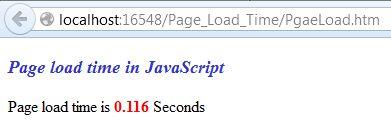 localhost:16548/Page_Load_Time/PgaeLoad.htm
Page load time in JavaScript
Page load time is 0.116 Seconds